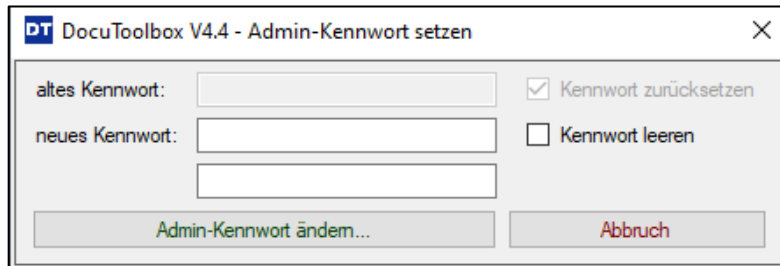 DT DocuToolbox V4.4 - Admin-Kennwort setzen
altes Kennwort: Kennwort zurücksetzen
neues Kennwort: Kennwort leeren
Admin-Kennwort ändern... Abbruch